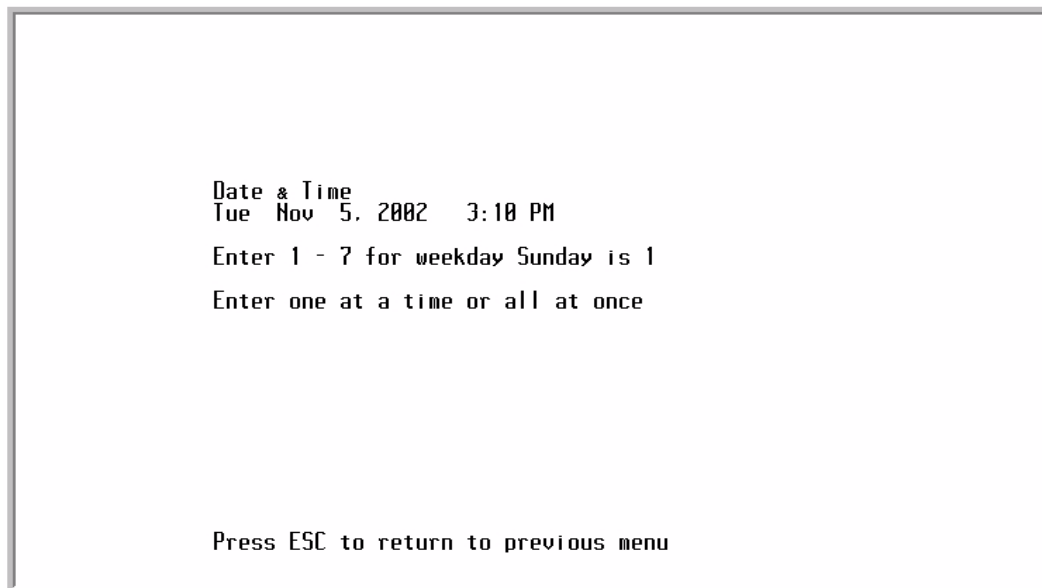 Date & Time
Tue  Nov  5, 2002   3:10 PM
Enter 1 - 7 for weekday Sunday is 1
Enter one at a time or all at once
Press ESC to return to previous menu